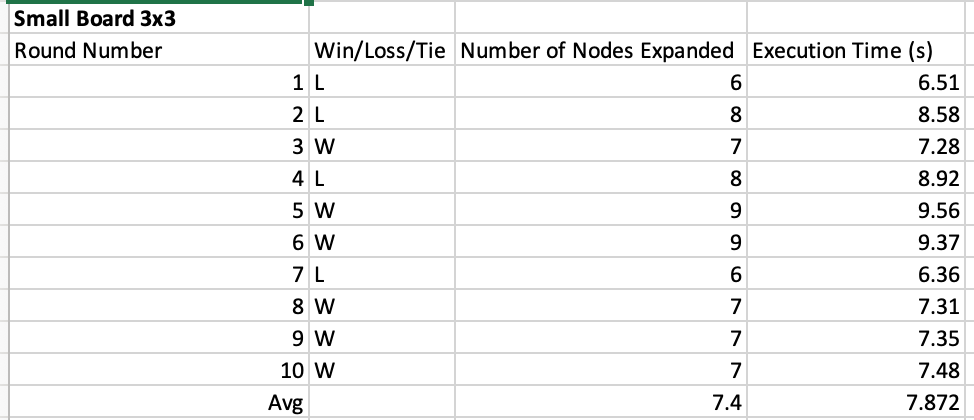 Small Board 3x3
Round Number Win/Loss/Tie Number of Nodes Expanded Execution Time (s)
1 L 6 6.51
2 L 8 8.58
3 W 7 7.28
4 L 8 8.92
5 W 9 9.56
6 W 9 9.37
7 L 6 6.36
8 W 7 7.31
9 W 7 7.35
10 W 7 7.48
Avg 7.4 7.872